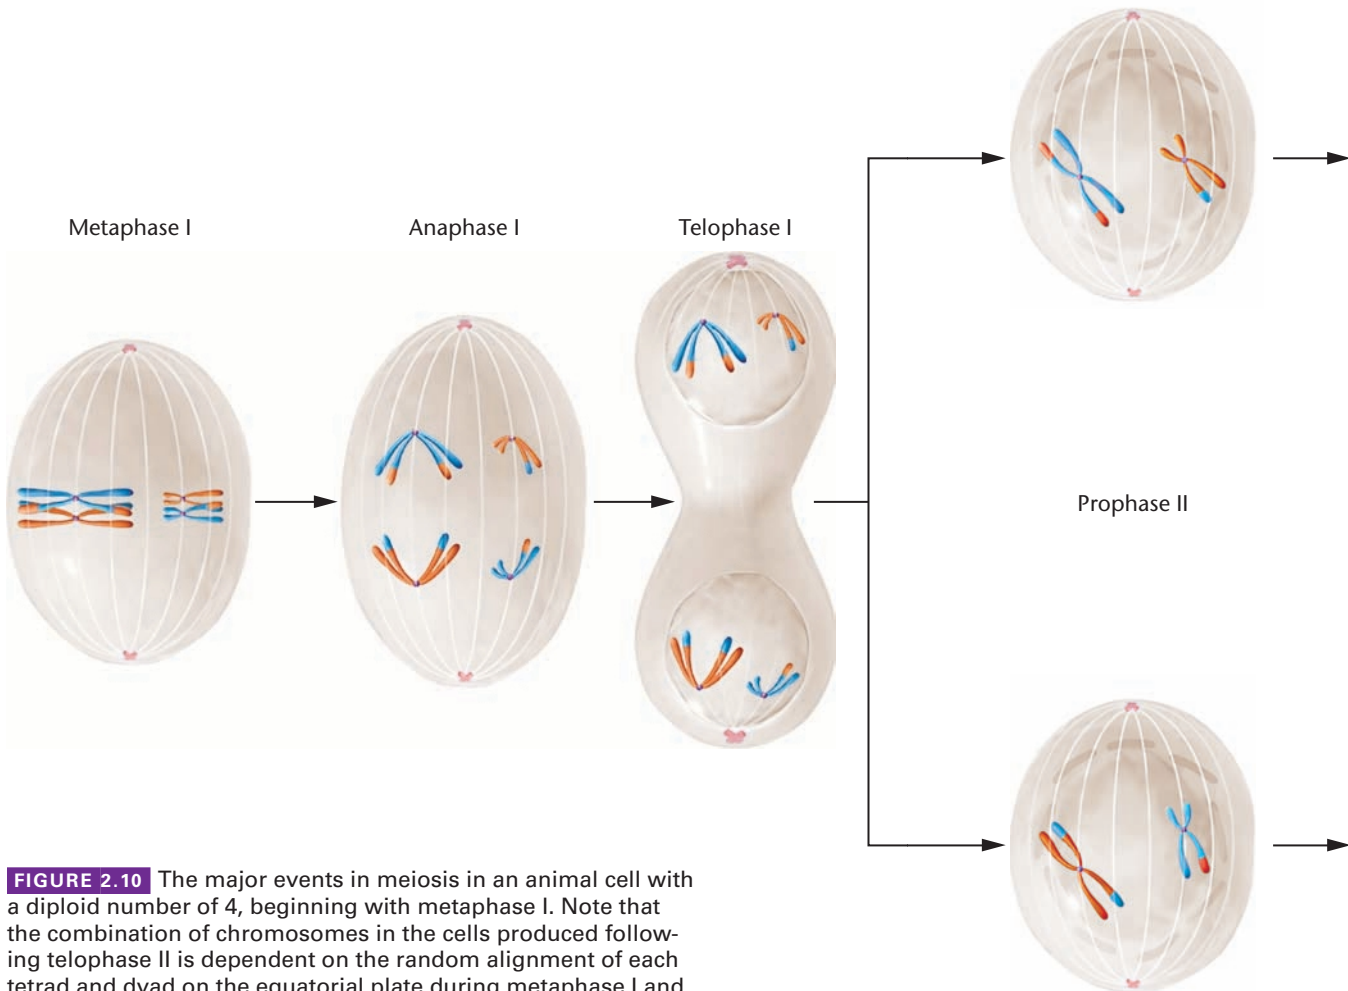 Metaphase I
Anaphase I
Telophase I
Prophase II
FIGURE 2.10 The major events in meiosis in an animal cell with
a diploid number of 4, beginning with metaphase I. Note that
the combination of chromosomes in the cells produced follow-
ing telophase II is dependent on the random alignment of each
tetrad and dyad on the equatorial plate during metaphase I and